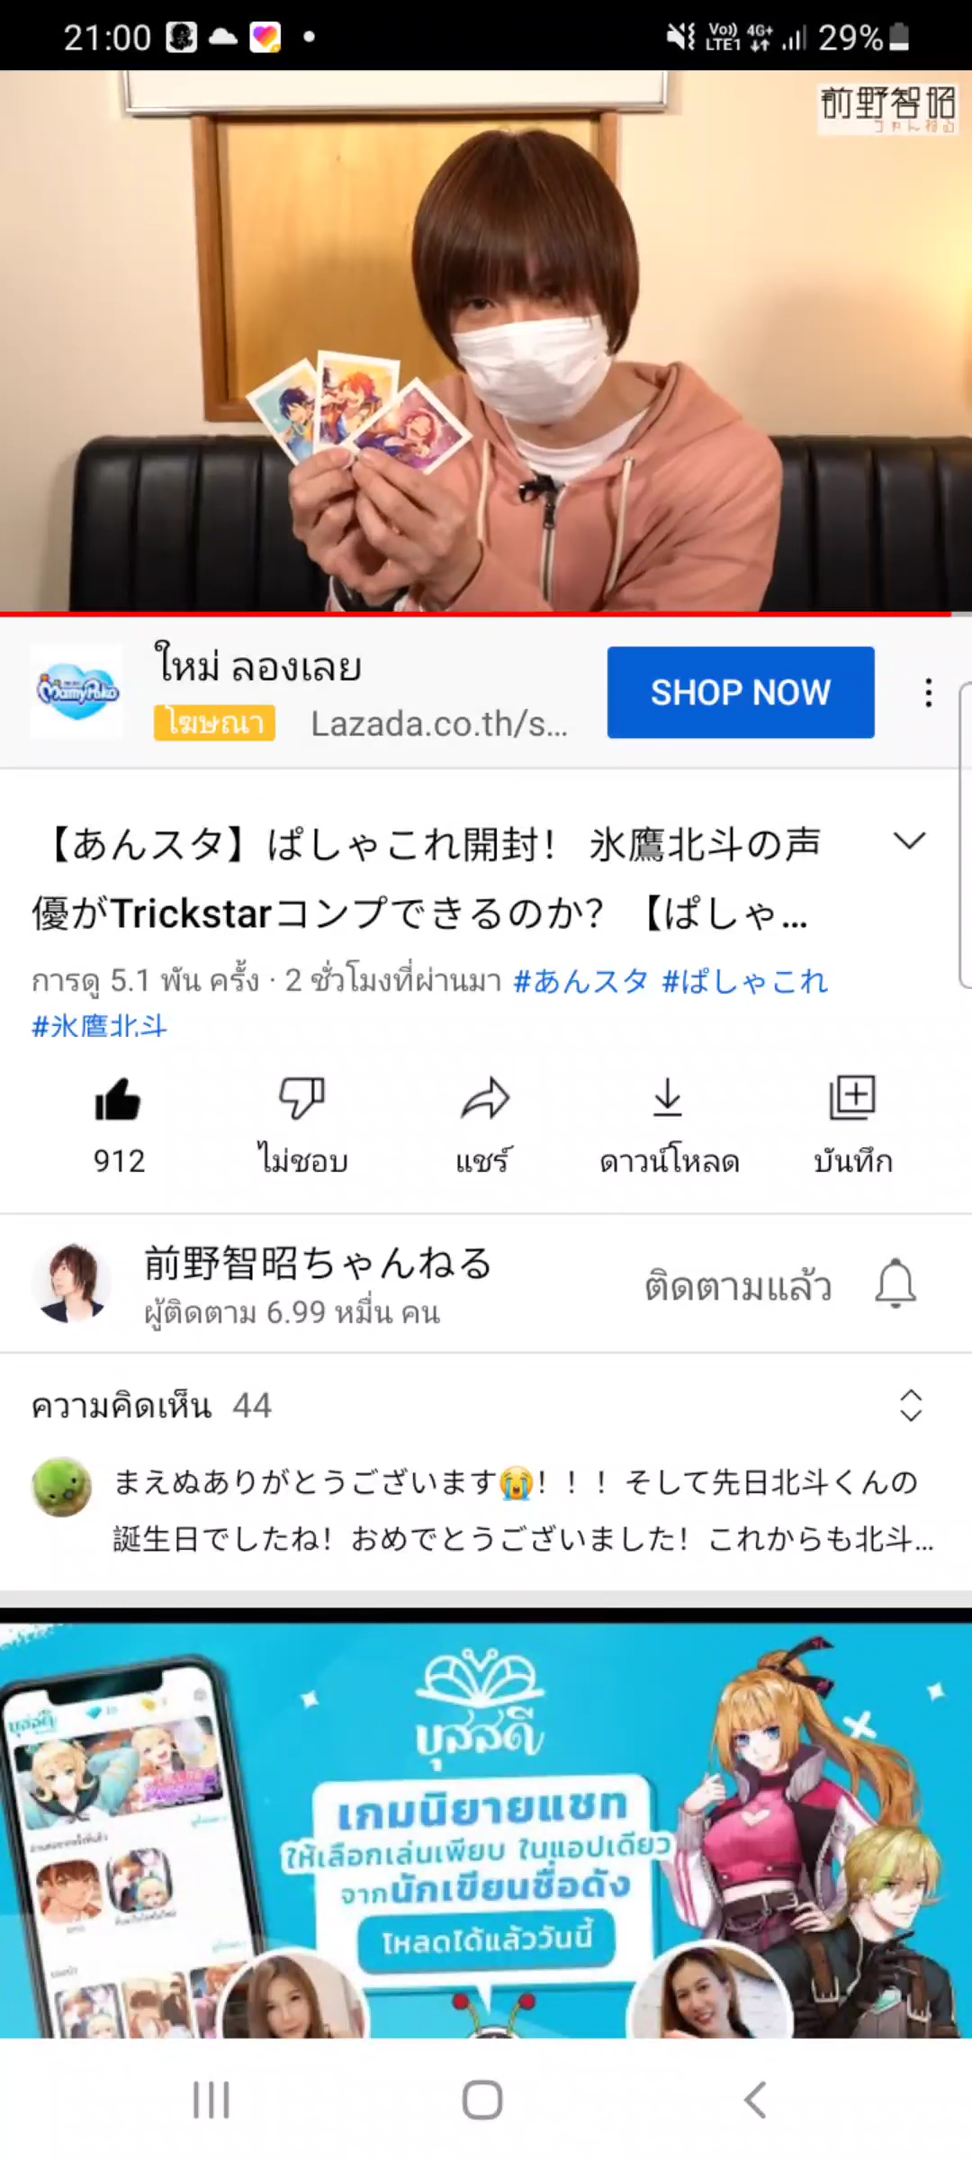 21:00
Vo))
LTE1
4G+
29%
前野智昭
ちゃんねる
MamyPoko
ใหม่ ลองเลย
โฆษณา
Lazada.co.th/s...
SHOP NOW
【あんスタ】ぱしゃこれ開封！ 氷鷹北斗の声
優がTrickstarコンプできるのか？【ぱしゃ...
การดู 5.1 พัน ครั้ง · 2 ชั่วโมงที่ผ่านมา #あんスタ #ぱしゃこれ
#氷鷹北斗
912
ไม่ชอบ
แชร์
ดาวน์โหลด
บันทึก
前野智昭ちゃんねる
ผู้ติดตาม 6.99 หมื่น คน
ติดตามแล้ว
ความคิดเห็น 44
まえぬありがとうございます😭！！！そして先日北斗くんの
誕生日でしたね！おめでとうございました！これからも北斗...
บุสสดี
บุสสดี
เกมนิยายแชท
ให้เลือกเล่นเพียบ ในแอปเดียว
จากนักเขียนชื่อดัง
โหลดได้แล้ววันนี้